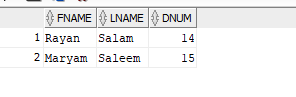 FNAME LNAME DNUM
1 Rayan Salam 14
2 Maryam Saleem 15